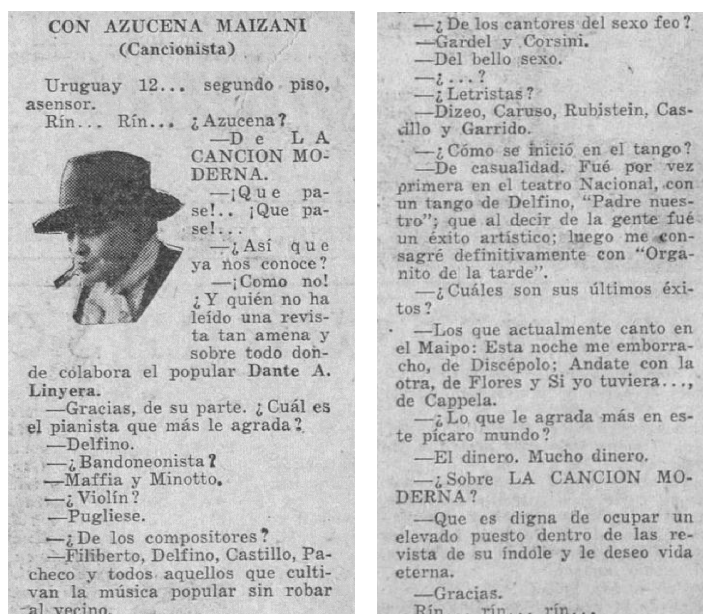 CON AZUCENA MAIZANI
(Cancionista)
Uruguay 12... segundo piso,
asensor.
Rín... Rín... ¿Azucena?
—De LA
CANCION MO-
DERNA.
—¡Que pa-
se!.. ¡Que pa-
se!...
—¿Así que
ya nos conoce?
—¡Como no!
¿Y quién no ha
leído una revis-
ta tan amena y
sobre todo don-
de colabora el popular Dante A.
Linyera.
—Gracias, de su parte. ¿Cuál es
el pianista que más le agrada?
—Delfino.
—¿Bandoneonista?
—Maffia y Minotto.
—¿Violín?
—Pugliese.
—¿De los compositores?
—Filiberto, Delfino, Castillo, Pa-
checo y todos aquellos que culti-
van la música popular sin robar
al vecino.
—¿De los cantores del sexo feo?
—Gardel y Corsini.
—Del bello sexo.
—¿...?
—¿Letristas?
—Dizeo, Caruso, Rubistein, Cas-
tillo y Garrido.
—¿Cómo se inició en el tango?
—De casualidad. Fué por vez
primera en el teatro Nacional, con
un tango de Delfino, "Padre nues-
tro"; que al decir de la gente fué
un éxito artístico; luego me con-
sagré definitivamente con "Orga-
nito de la tarde".
—¿Cuáles son sus últimos éxi-
tos?
—Los que actualmente canto en
el Maipo: Esta noche me emborra-
cho, de Discépolo; Andate con la
otra, de Flores y Si yo tuviera...,
de Cappela.
—¿Lo que le agrada más en es-
te pícaro mundo?
—El dinero. Mucho dinero.
—¿Sobre LA CANCION MO-
DERNA?
—Que es digna de ocupar un
elevado puesto dentro de las re-
vista de su índole y le deseo vida
eterna.
—Gracias.
Rín... rín... rín...